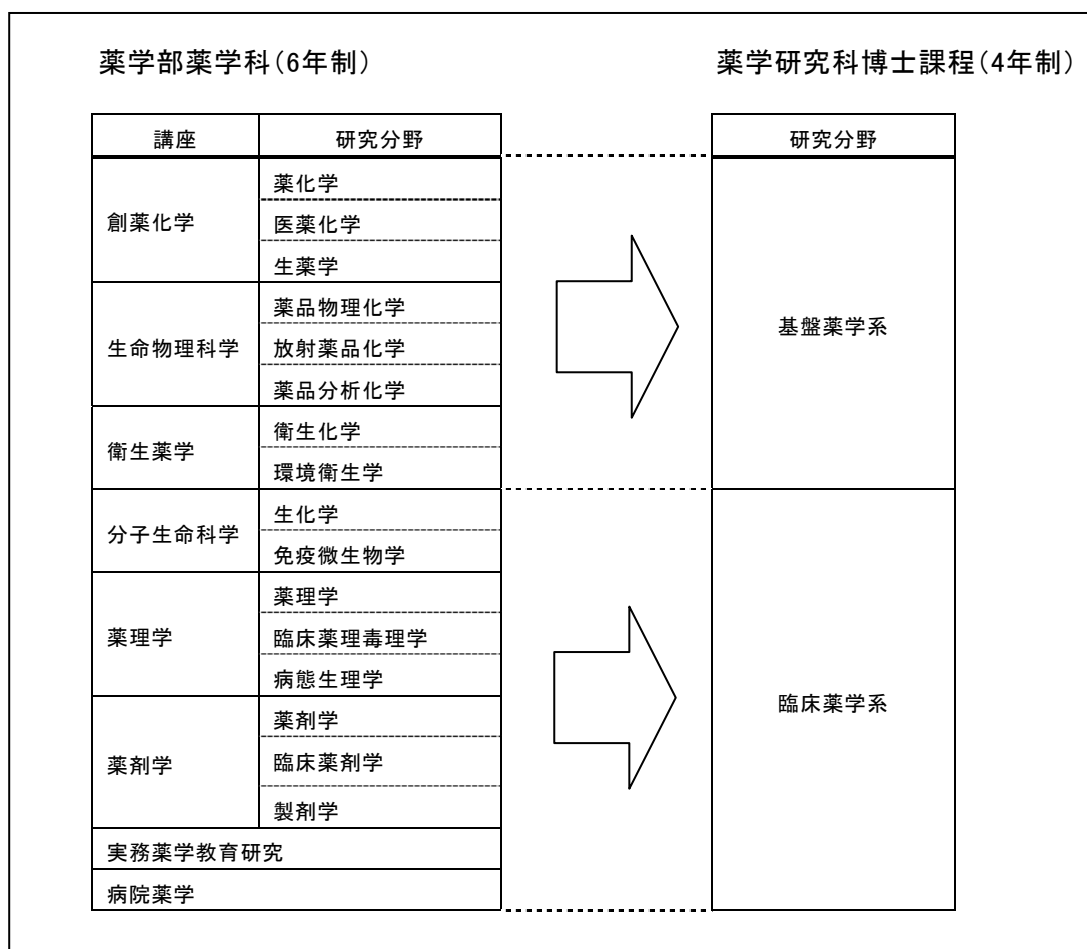 薬学部薬学科(6年制)
薬学研究科博士課程(4年制)
講座
研究分野
創薬化学
薬化学
医薬化学
生薬学
生命物理科学
薬品物理化学
放射薬品化学
薬品分析化学
衛生薬学
衛生化学
環境衛生学
分子生命科学
生化学
免疫微生物学
薬理学
薬理学
臨床薬理毒理学
病態生理学
薬剤学
薬剤学
臨床薬剤学
製剤学
実務薬学教育研究
病院薬学
研究分野
基盤薬学系
臨床薬学系